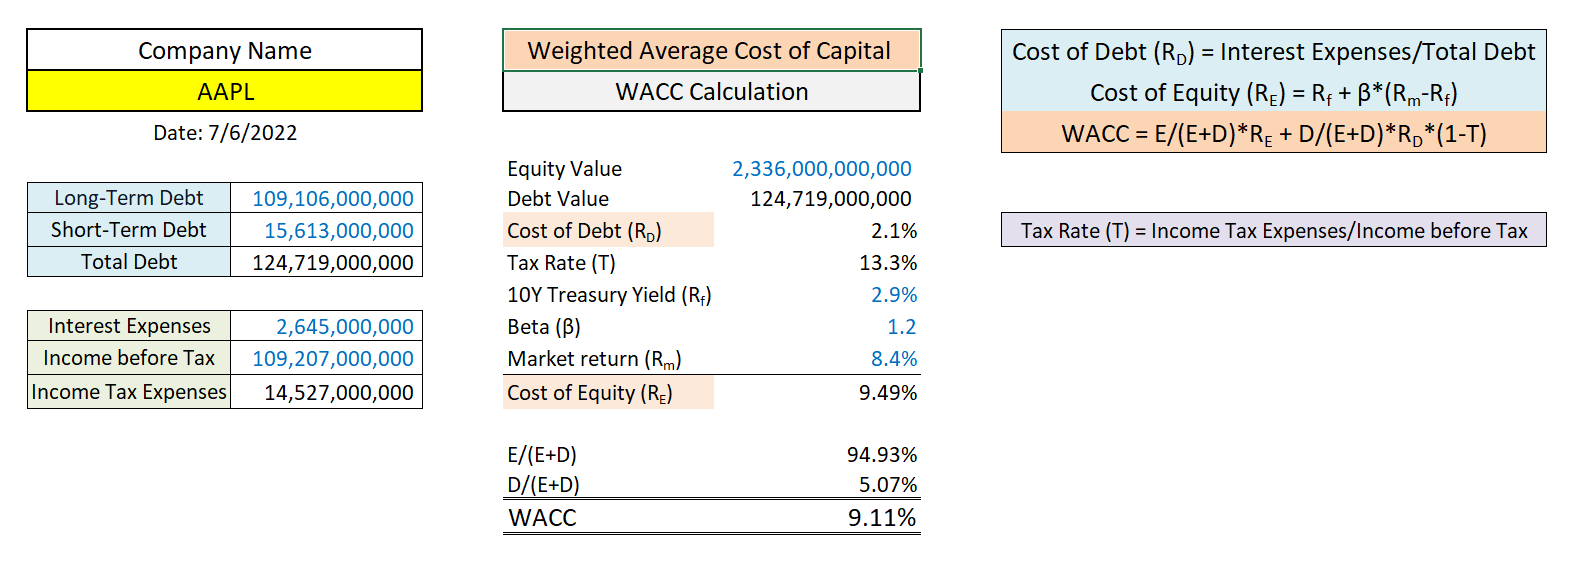 Company Name
AAPL
Date: 7/6/2022
Long-Term Debt 109,106,000,000
Short-Term Debt 15,613,000,000
Total Debt 124,719,000,000
Interest Expenses 2,645,000,000
Income before Tax 109,207,000,000
Income Tax Expenses 14,527,000,000
Weighted Average Cost of Capital
WACC Calculation
Equity Value 2,336,000,000,000
Debt Value 124,719,000,000
Cost of Debt (R_D) 2.1%
Tax Rate (T) 13.3%
10Y Treasury Yield (R_f) 2.9%
Beta (β) 1.2
Market return (R_m) 8.4%
Cost of Equity (R_E) 9.49%
E/(E+D) 94.93%
D/(E+D) 5.07%
WACC 9.11%
Cost of Debt (R_D) = Interest Expenses/Total Debt
Cost of Equity (R_E) = R_f + β*(R_m-R_f)
WACC = E/(E+D)*R_E + D/(E+D)*R_D*(1-T)
Tax Rate (T) = Income Tax Expenses/Income before Tax